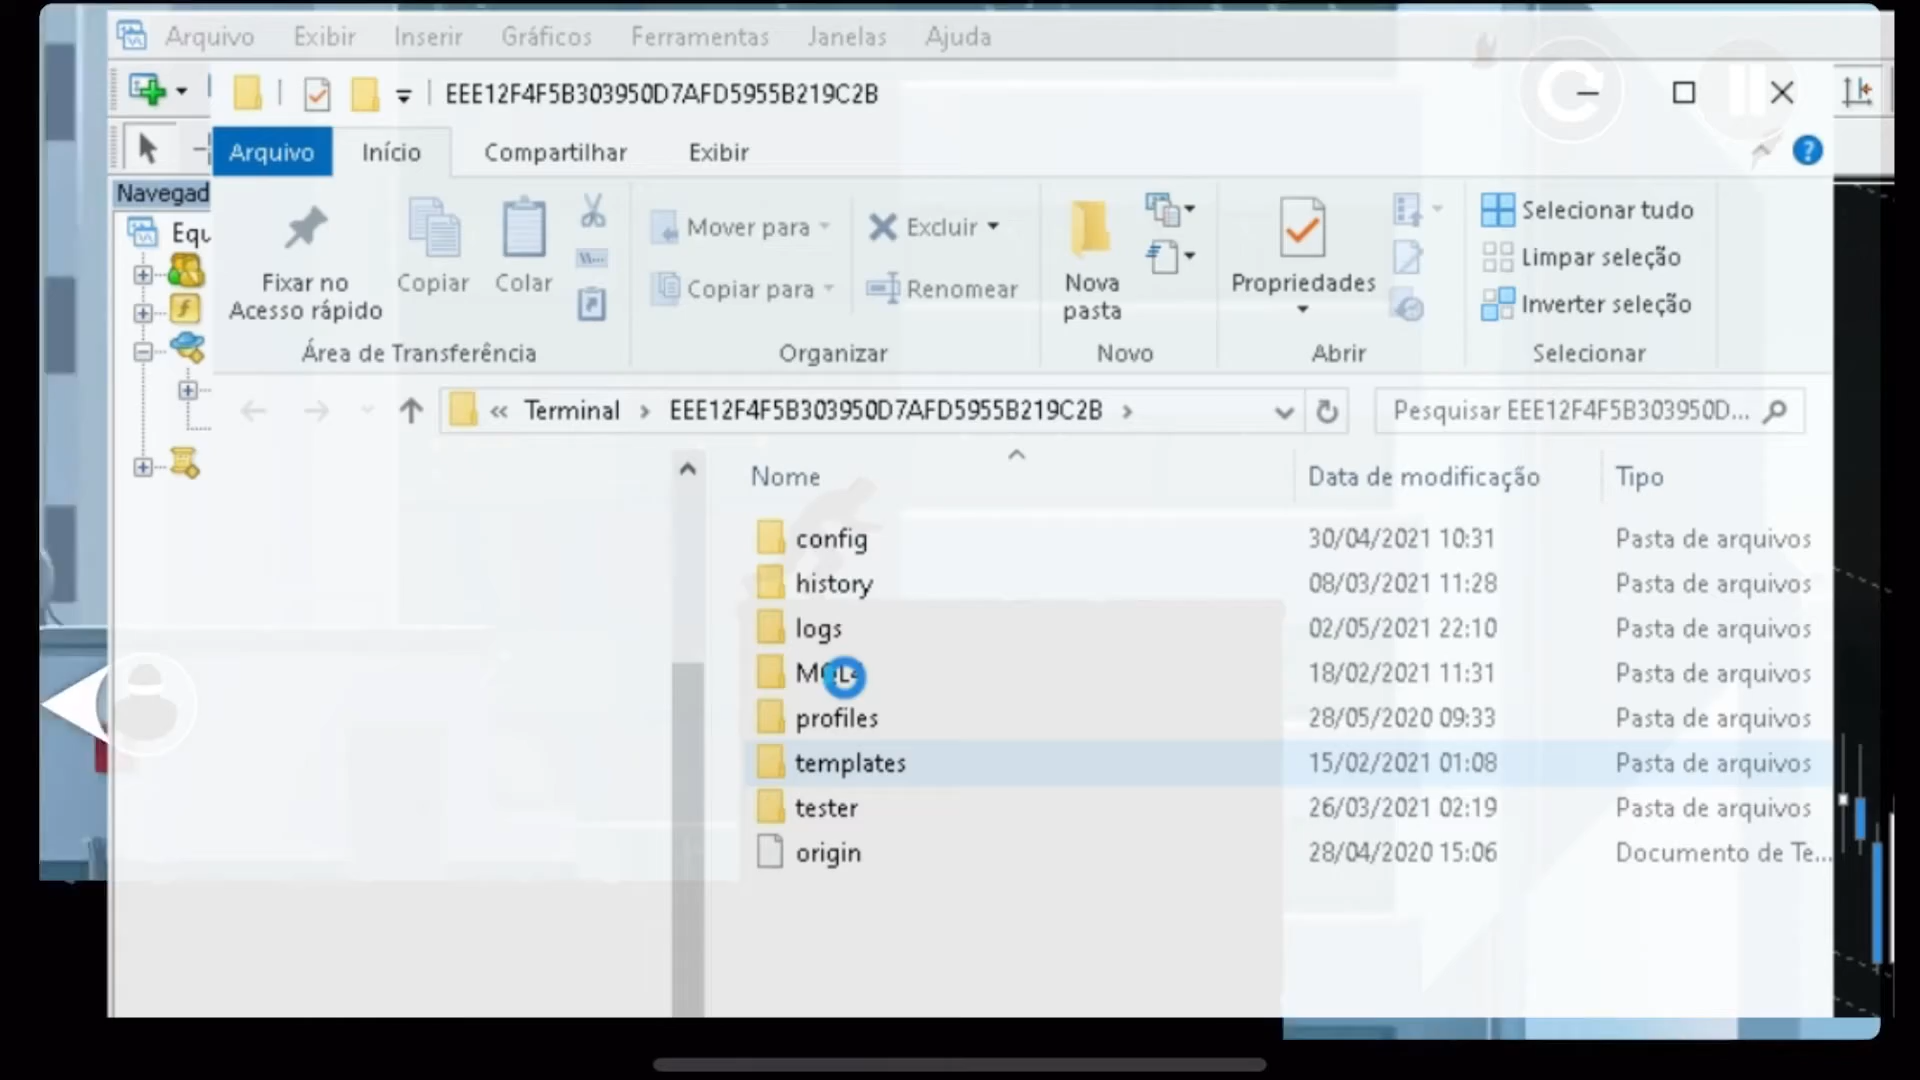 Arquivo Exibir Inserir Gráficos Ferramentas Janelas Ajuda
EEE12F4F5B303950D7AFD5955B219C2B
Arquivo Início Compartilhar Exibir
Navegad
Equ
Fixar no
Acesso rápido
Copiar
Colar
Área de Transferência
Mover para
Copiar para
Excluir
Renomear
Organizar
Nova
pasta
Novo
Propriedades
Abrir
Selecionar tudo
Limpar seleção
Inverter seleção
Selecionar
« Terminal › EEE12F4F5B303950D7AFD5955B219C2B ›
Pesquisar EEE12F4F5B303950D...
Nome Data de modificação Tipo
config 30/04/2021 10:31 Pasta de arquivos
history 08/03/2021 11:28 Pasta de arquivos
logs 02/05/2021 22:10 Pasta de arquivos
MQL4 18/02/2021 11:31 Pasta de arquivos
profiles 28/05/2020 09:33 Pasta de arquivos
templates 15/02/2021 01:08 Pasta de arquivos
tester 26/03/2021 02:19 Pasta de arquivos
origin 28/04/2020 15:06 Documento de Te...